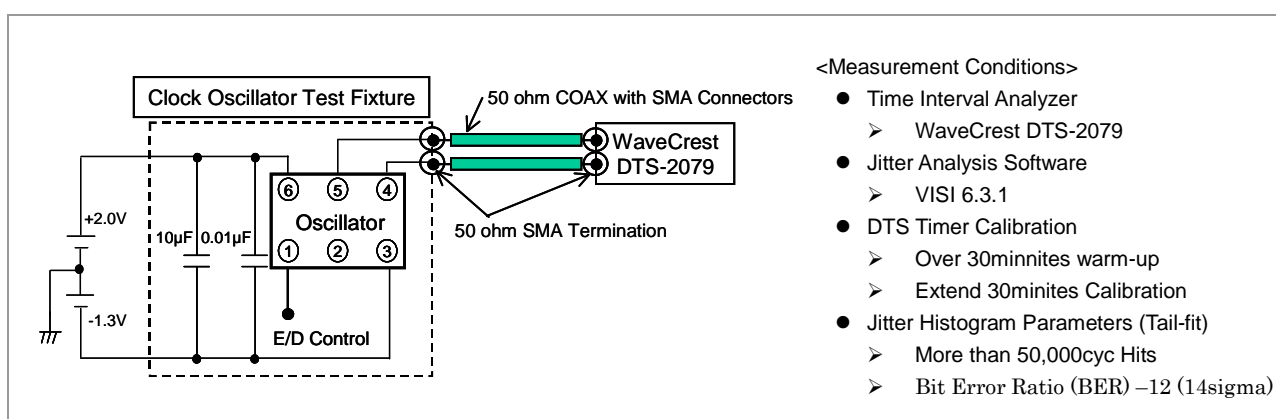 Clock Oscillator Test Fixture
50 ohm COAX with SMA Connectors
WaveCrest
DTS-2079
6 5 4
Oscillator
1 2 3
+2.0V
10µF 0.01µF
-1.3V
E/D Control
50 ohm SMA Termination
<Measurement Conditions>
● Time Interval Analyzer
➢ WaveCrest DTS-2079
● Jitter Analysis Software
➢ VISI 6.3.1
● DTS Timer Calibration
➢ Over 30minnites warm-up
➢ Extend 30minites Calibration
● Jitter Histogram Parameters (Tail-fit)
➢ More than 50,000cyc Hits
➢ Bit Error Ratio (BER) –12 (14sigma)